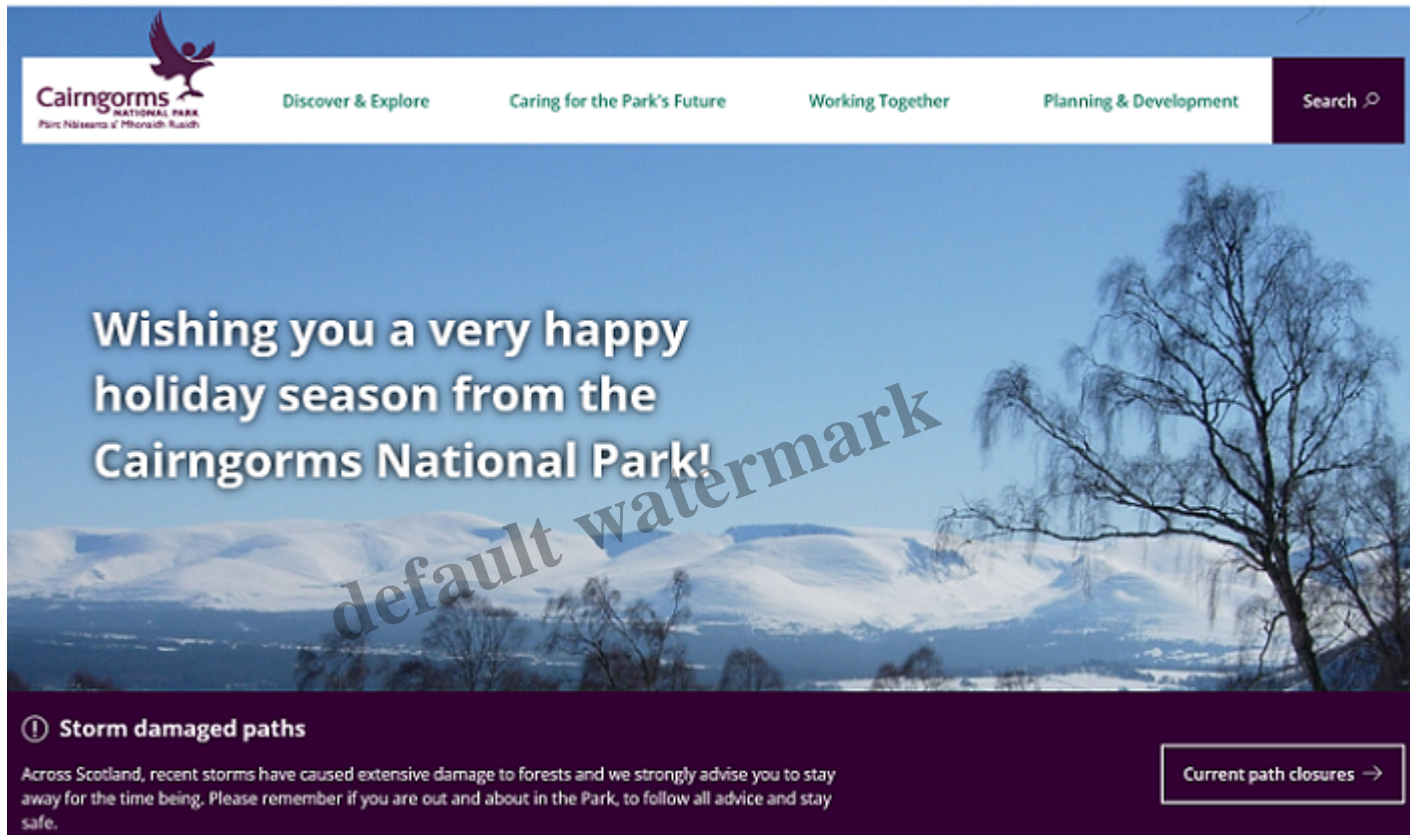 Cairngorms
NATIONAL PARK
Pàirc Nàiseanta a' Mhonaidh Ruaidh
Discover & Explore
Caring for the Park's Future
Working Together
Planning & Development
Search
Wishing you a very happy
holiday season from the
Cairngorms National Park!
default watermark
Storm damaged paths
Across Scotland, recent storms have caused extensive damage to forests and we strongly advise you to stay
away for the time being. Please remember if you are out and about in the Park, to follow all advice and stay
safe.
Current path closures →